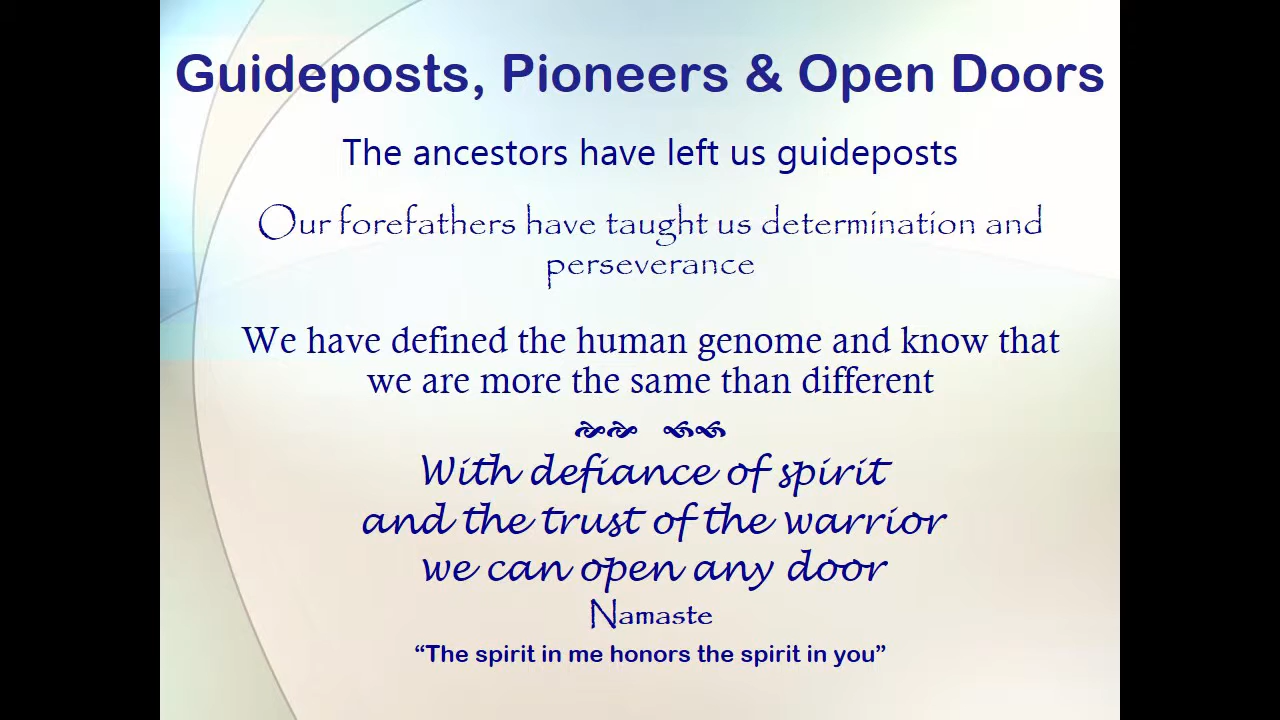 Guideposts, Pioneers & Open Doors
The ancestors have left us guideposts
Our forefathers have taught us determination and
perseverance
We have defined the human genome and know that
we are more the same than different
With defiance of spirit
and the trust of the warrior
we can open any door
Namaste
“The spirit in me honors the spirit in you”